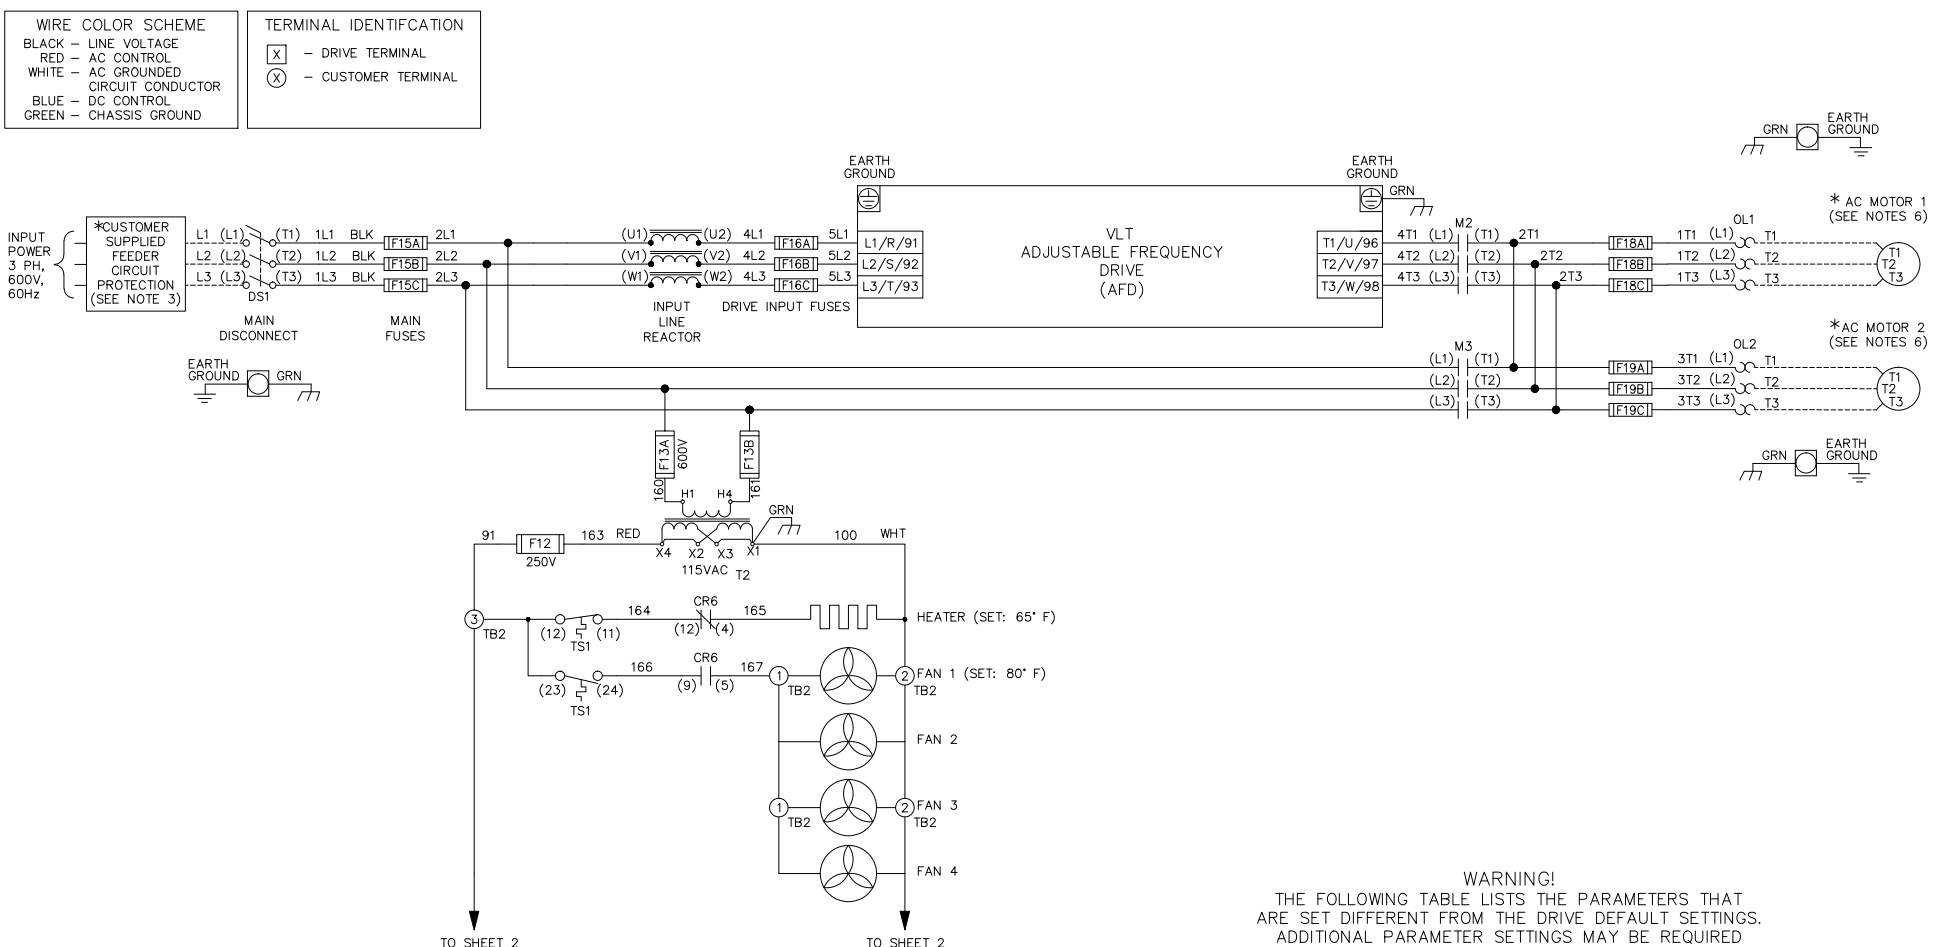 WIRE COLOR SCHEME
BLACK – LINE VOLTAGE
RED – AC CONTROL
WHITE – AC GROUNDED
CIRCUIT CONDUCTOR
BLUE – DC CONTROL
GREEN – CHASSIS GROUND
TERMINAL IDENTIFCATION
X – DRIVE TERMINAL
X – CUSTOMER TERMINAL
INPUT
POWER
3 PH,
600V,
60Hz
*CUSTOMER
SUPPLIED
FEEDER
CIRCUIT
PROTECTION
(SEE NOTE 3)
L1 (L1) (T1) 1L1 BLK F15A 2L1
L2 (L2) (T2) 1L2 BLK F15B 2L2
L3 (L3) (T3) 1L3 BLK F15C 2L3
DS1
MAIN
DISCONNECT
MAIN
FUSES
EARTH
GROUND GRN
(U1) (U2) 4L1 F16A 5L1
(V1) (V2) 4L2 F16B 5L2
(W1) (W2) 4L3 F16C 5L3
INPUT
LINE
REACTOR
DRIVE INPUT FUSES
EARTH
GROUND
L1/R/91
L2/S/92
L3/T/93
VLT
ADJUSTABLE FREQUENCY
DRIVE
(AFD)
EARTH
GROUND
GRN
T1/U/96
T2/V/97
T3/W/98
M2
4T1 (L1) (T1) 2T1
4T2 (L2) (T2) 2T2
4T3 (L3) (T3) 2T3
EARTH
GRN GROUND
* AC MOTOR 1
(SEE NOTES 6)
OL1
F18A 1T1 (L1) T1
F18B 1T2 (L2) T2
F18C 1T3 (L3) T3
T1
T2
T3
M3
(L1) (T1)
(L2) (T2)
(L3) (T3)
* AC MOTOR 2
(SEE NOTES 6)
OL2
F19A 3T1 (L1) T1
F19B 3T2 (L2) T2
F19C 3T3 (L3) T3
T1
T2
T3
EARTH
GRN GROUND
F13A
600V
F13B
160
161
H1 H4
GRN
91 F12 163 RED
250V
X4 X2 X3 X1
115VAC T2
100 WHT
3 TB2
(12) (11) 164
TS1
CR6
(12) (4) 165
HEATER (SET: 65° F)
(23) (24) 166
TS1
CR6
(9) (5) 167
1 TB2
2 TB2
FAN 1 (SET: 80° F)
FAN 2
1 TB2
2 TB2
FAN 3
FAN 4
TO SHEET 2
TO SHEET 2
WARNING!
THE FOLLOWING TABLE LISTS THE PARAMETERS THAT
ARE SET DIFFERENT FROM THE DRIVE DEFAULT SETTINGS.
ADDITIONAL PARAMETER SETTINGS MAY BE REQUIRED